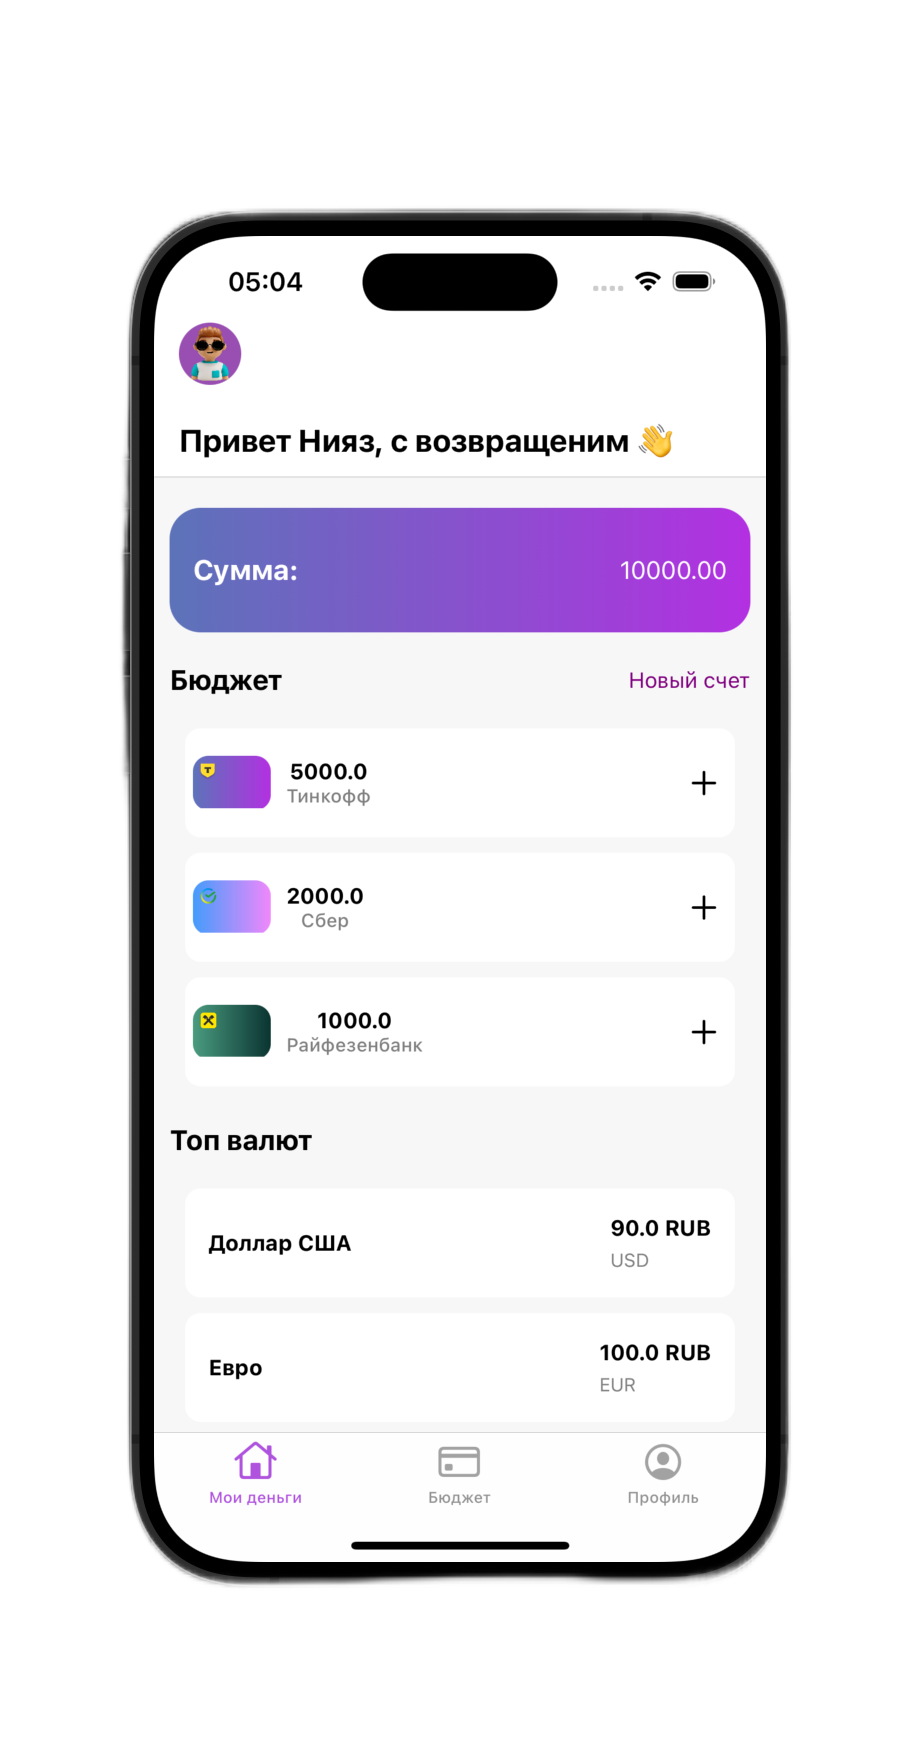 05:04
Привет Нияз, с возвращеним 👋
Сумма:
10000.00
Бюджет
Новый счет
5000.0
Тинкофф
2000.0
Сбер
1000.0
Райфезенбанк
Топ валют
Доллар США
90.0 RUB
USD
Евро
100.0 RUB
EUR
Мои деньги
Бюджет
Профиль